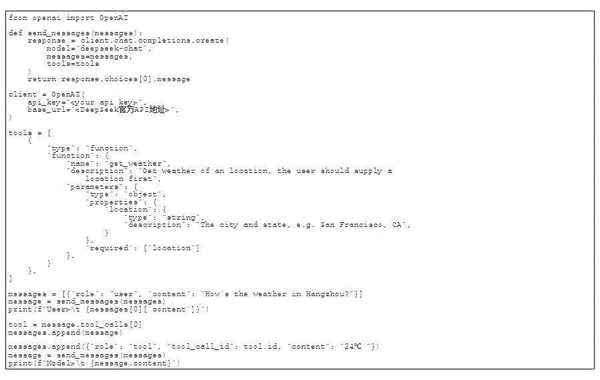 from openai import OpenAI
def send_messages(messages):
    response = client.chat.completions.create(
        model="deepseek-chat",
        messages=messages,
        tools=tools
    )
    return response.choices[0].message
client = OpenAI(
    api_key="<your api key>",
    base_url="<DeepSeek官方API地址>",
)
tools = [
    {
        "type": "function",
        "function": {
            "name": "get_weather",
            "description": "Get weather of an location, the user should supply a
                location first",
            "parameters": {
                "type": "object",
                "properties": {
                    "location": {
                        "type": "string",
                        "description": "The city and state, e.g. San Francisco, CA",
                    }
                },
                "required": ["location"]
            },
        }
    },
]
messages = [{"role": "user", "content": "How's the weather in Hangzhou?"}]
message = send_messages(messages)
print(f"User>\t {messages[0]['content']}")
tool = message.tool_calls[0]
messages.append(message)
messages.append({"role": "tool", "tool_call_id": tool.id, "content": "24℃ "})
message = send_messages(messages)
print(f"Model>\t {message.content}")